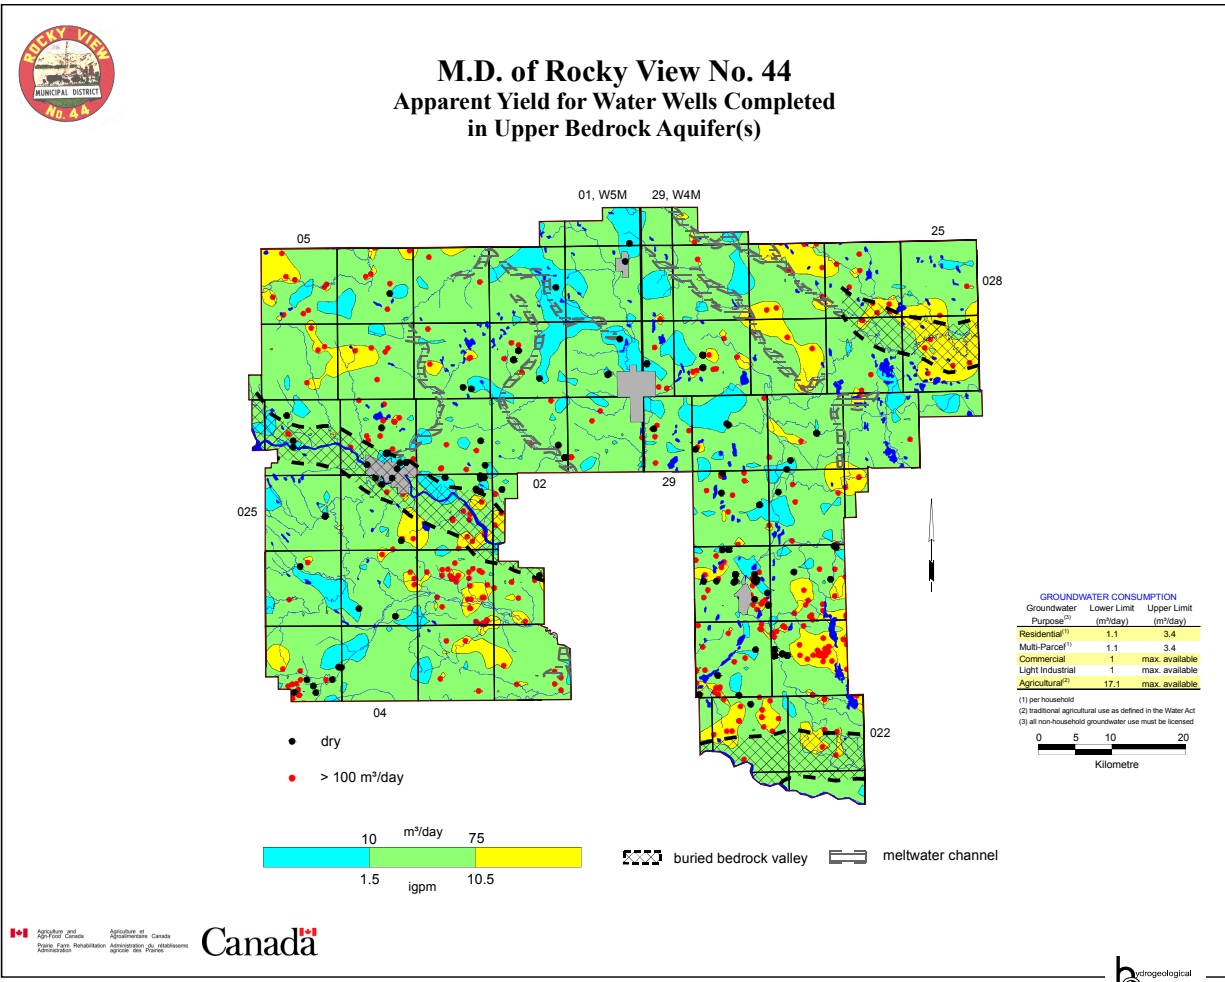 ROCKY VIEW
MUNICIPAL DISTRICT
No. 44
M.D. of Rocky View No. 44
Apparent Yield for Water Wells Completed
in Upper Bedrock Aquifer(s)
01, W5M 29, W4M
05 25
028
02 29
025
04
022
GROUNDWATER CONSUMPTION
Groundwater Lower Limit Upper Limit
Purpose(3) (m³/day) (m³/day)
Residential(1) 1.1 3.4
Multi-Parcel(1) 1.1 3.4
Commercial 1 max. available
Light Industrial 1 max. available
Agricultural(2) 17.1 max. available
(1) per household
(2) traditional agricultural use as defined in the Water Act
(3) all non-household groundwater use must be licensed
0 5 10 20
Kilometre
dry
> 100 m³/day
10 m³/day 75
1.5 igpm 10.5
buried bedrock valley
meltwater channel
Agriculture and Agriculture et
Agri-Food Canada Agroalimentaire Canada
Prairie Farm Rehabilitation Administration du rétablisseme
Administration agricole des Prairies
Canada
hydrogeological